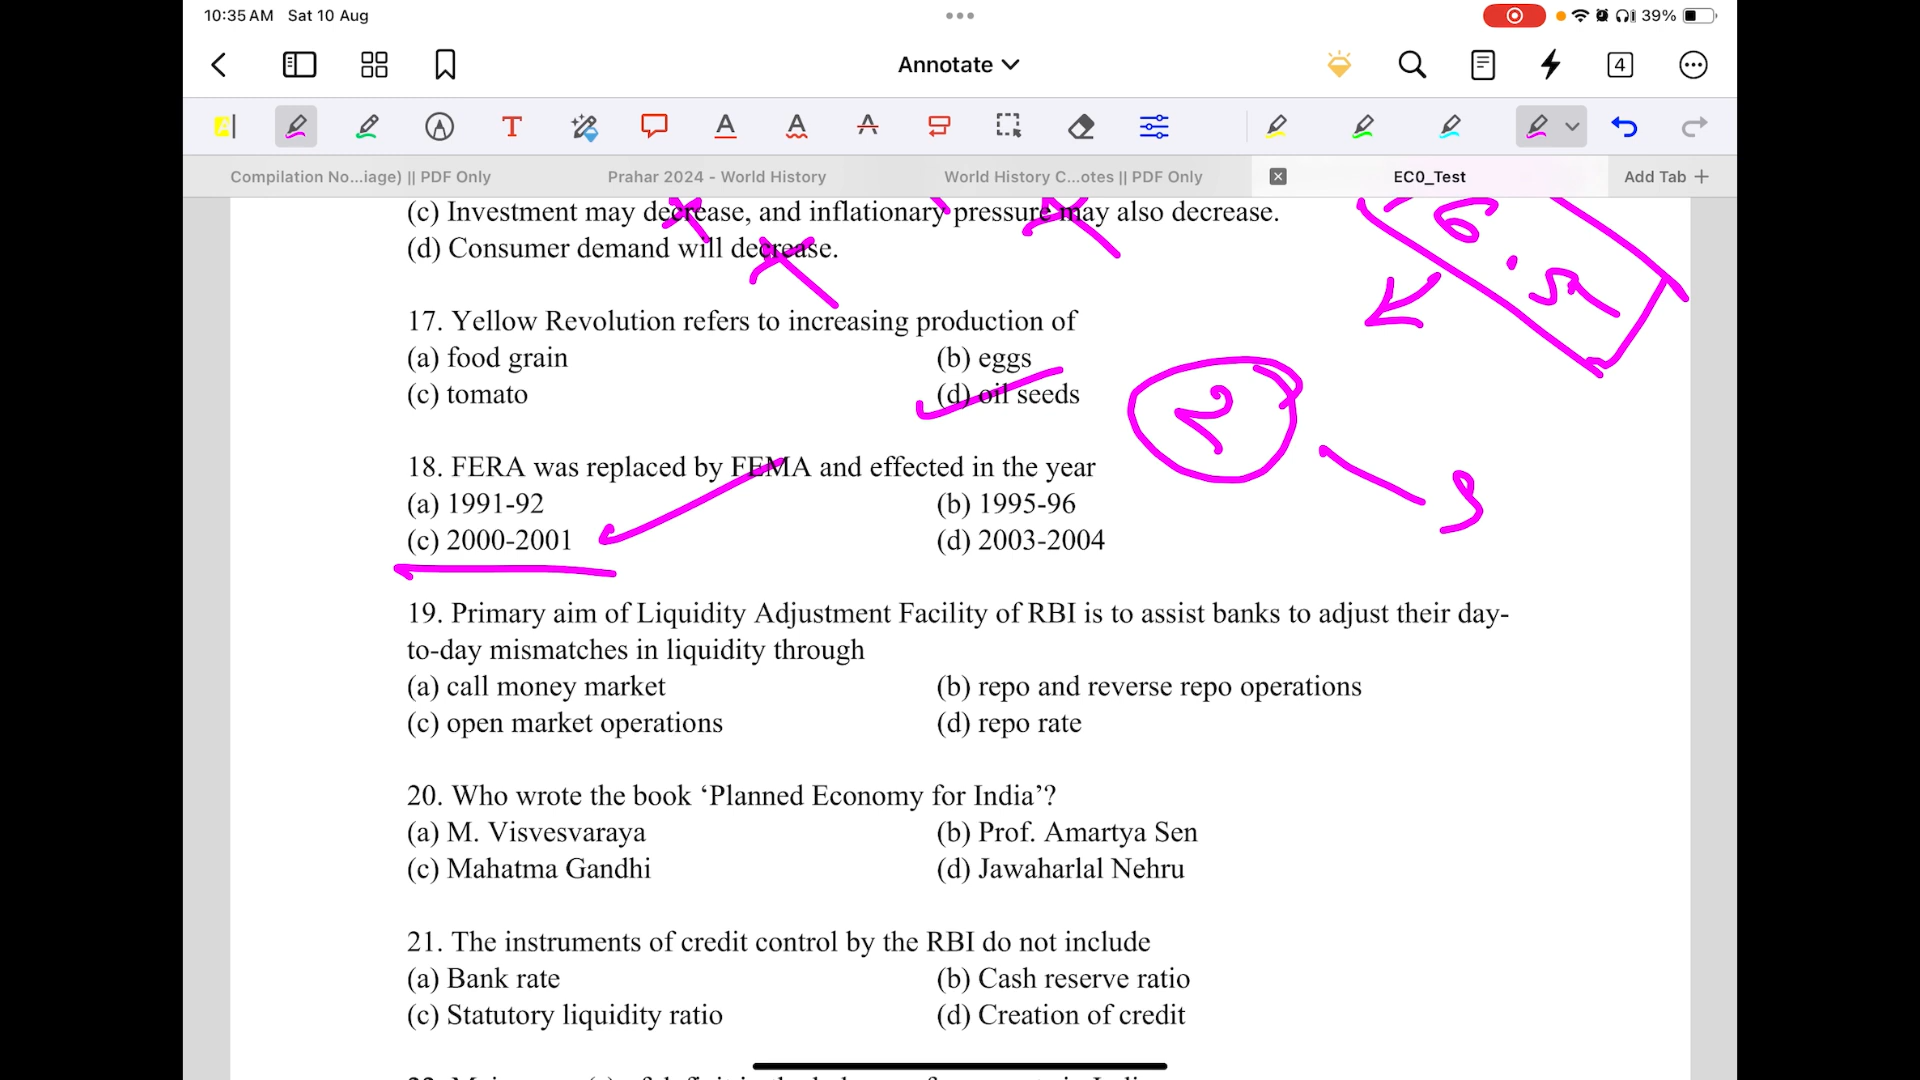 10:35 AM Sat 10 Aug
39%
Annotate
4
T
A
A
A
Compilation No...iage) || PDF Only
Prahar 2024 - World History
World History C...otes || PDF Only
EC0_Test
Add Tab +
(c) Investment may decrease, and inflationary pressure may also decrease.
(d) Consumer demand will decrease.
6.5
17. Yellow Revolution refers to increasing production of
(a) food grain
(b) eggs
(c) tomato
(d) oil seeds
18. FERA was replaced by FEMA and effected in the year
(a) 1991-92
(b) 1995-96
(c) 2000-2001
(d) 2003-2004
19. Primary aim of Liquidity Adjustment Facility of RBI is to assist banks to adjust their day-
to-day mismatches in liquidity through
(a) call money market
(b) repo and reverse repo operations
(c) open market operations
(d) repo rate
20. Who wrote the book ‘Planned Economy for India’?
(a) M. Visvesvaraya
(b) Prof. Amartya Sen
(c) Mahatma Gandhi
(d) Jawaharlal Nehru
21. The instruments of credit control by the RBI do not include
(a) Bank rate
(b) Cash reserve ratio
(c) Statutory liquidity ratio
(d) Creation of credit